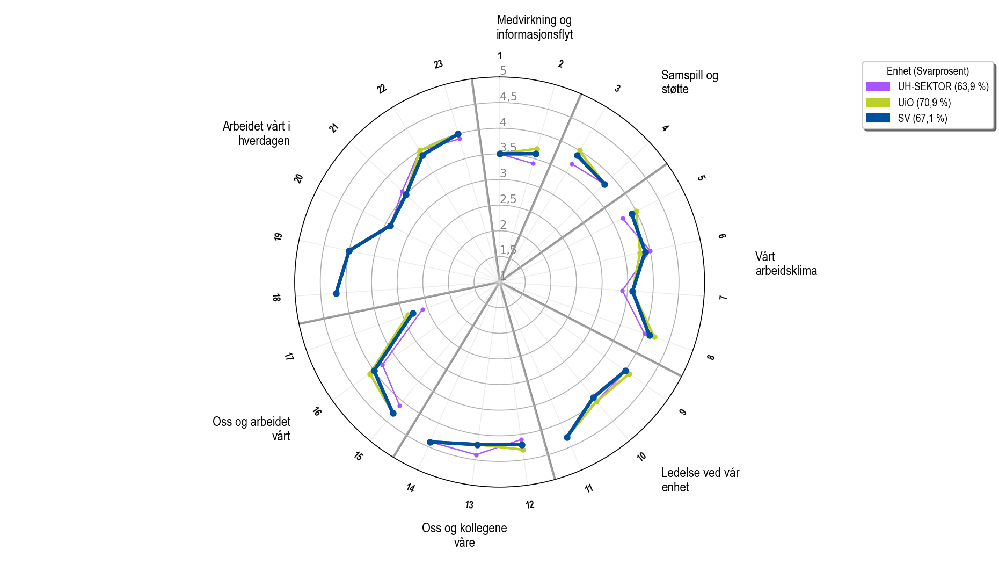 Medvirkning og
informasjonsflyt
1
2
3
4
5
6
7
8
9
10
11
12
13
14
15
16
17
18
19
20
21
22
23
5
4,5
4
3,5
3
2,5
2
1,5
1
Samspill og
støtte
Vårt
arbeidsklima
Ledelse ved vår
enhet
Oss og kollegene
våre
Oss og arbeidet
vårt
Arbeidet vårt i
hverdagen
Enhet (Svarprosent)
UH-SEKTOR (63,9 %)
UiO (70,9 %)
SV (67,1 %)